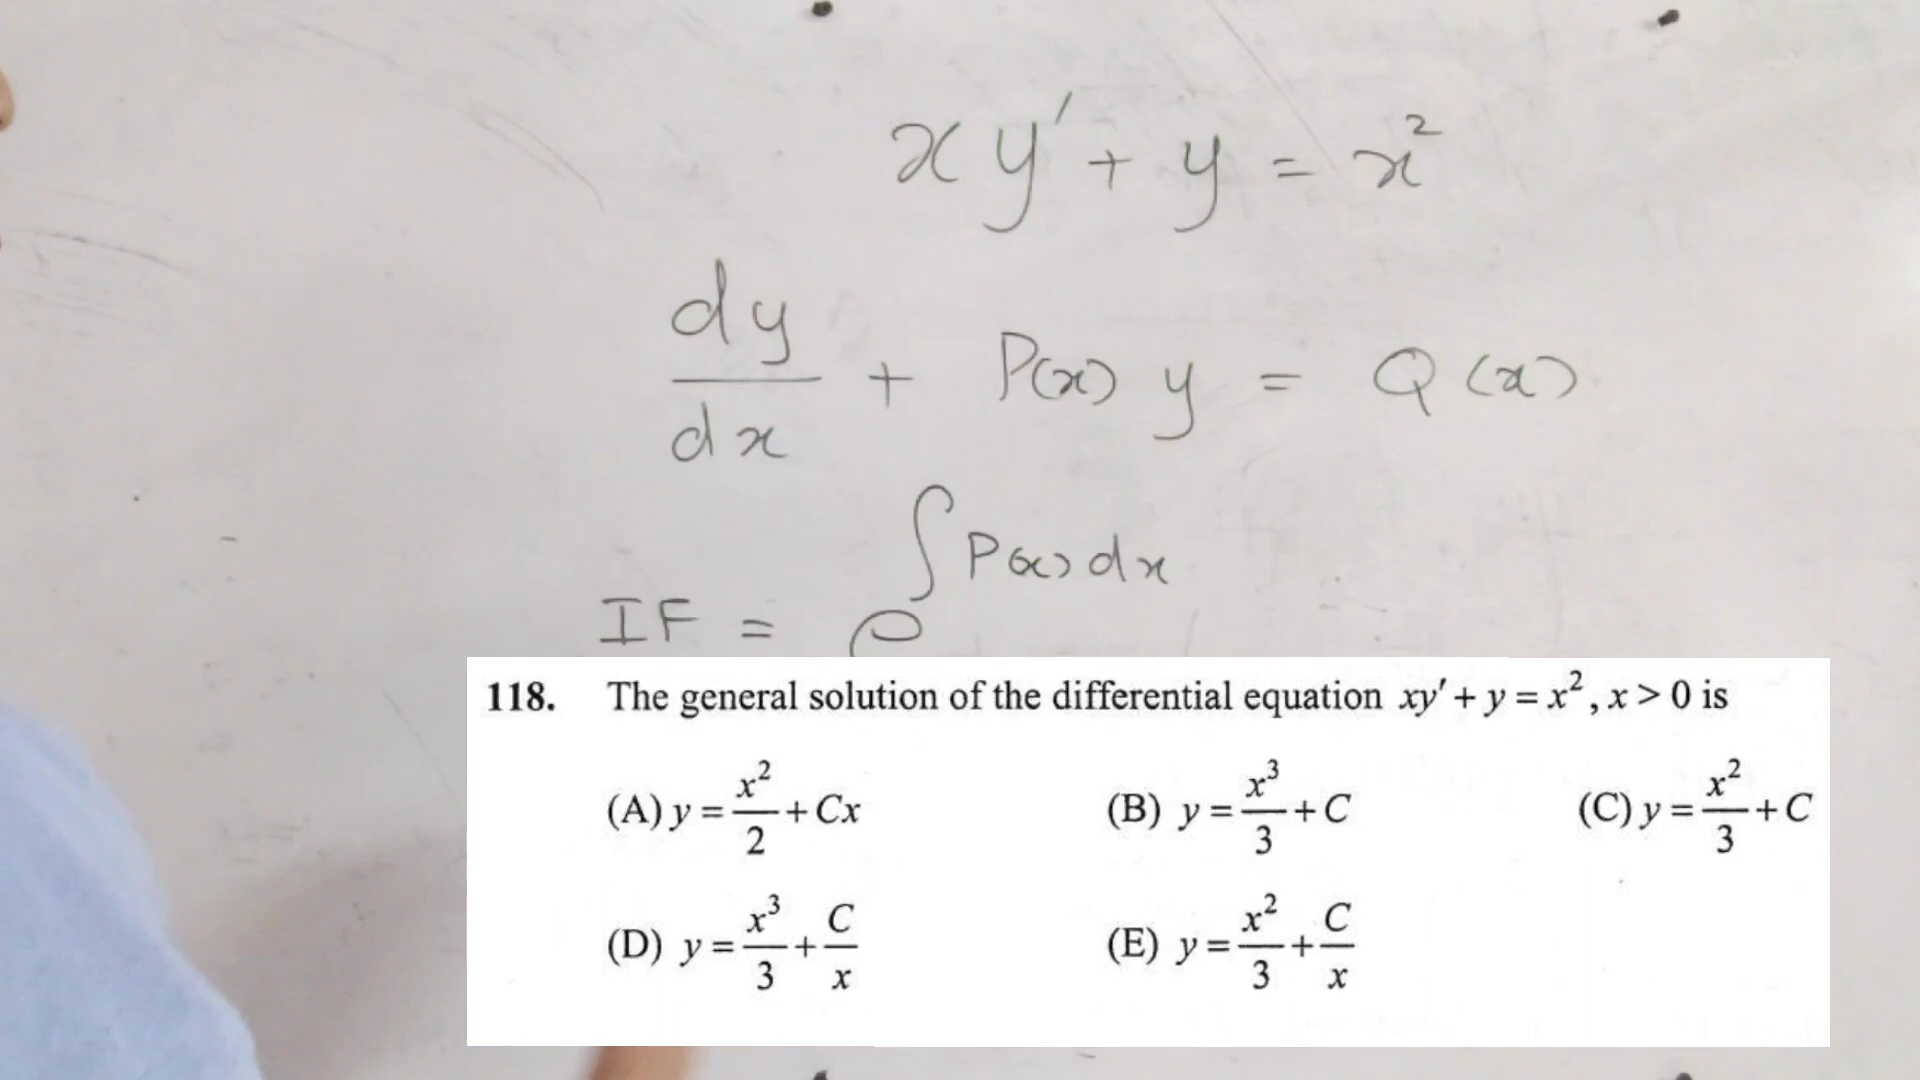 xy' + y = x²
dy/dx + P(x) y = Q(x)
IF = e^∫P(x)dx
118. The general solution of the differential equation xy' + y = x², x > 0 is
(A) y = x²/2 + Cx (B) y = x³/3 + C (C) y = x²/3 + C
(D) y = x³/3 + C/x (E) y = x²/3 + C/x